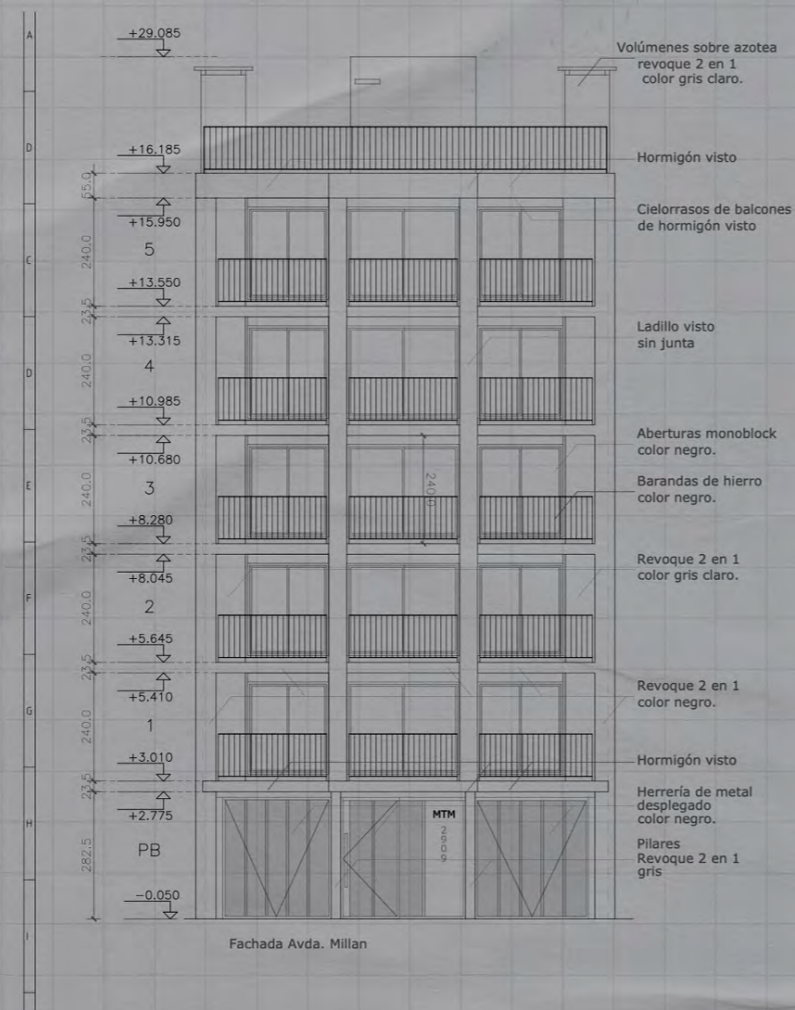 A
D
C
D
E
F
G
H
I
+29.085
+16.185
55.0
+15.950
5
240.0
+13.550
23.5
+13.315
4
240.0
+10.985
23.5
+10.680
3
240.0
240.0
+8.280
23.5
+8.045
2
240.0
+5.645
23.5
+5.410
1
240.0
+3.010
23.5
+2.775
PB
282.5
-0.050
MTM
2909
Volúmenes sobre azotea
revoque 2 en 1
color gris claro.
Hormigón visto
Cielorrasos de balcones
de hormigón visto
Ladillo visto
sin junta
Aberturas monoblock
color negro.
Barandas de hierro
color negro.
Revoque 2 en 1
color gris claro.
Revoque 2 en 1
color negro.
Hormigón visto
Herrería de metal
desplegado
color negro.
Pilares
Revoque 2 en 1
gris
Fachada Avda. Millan